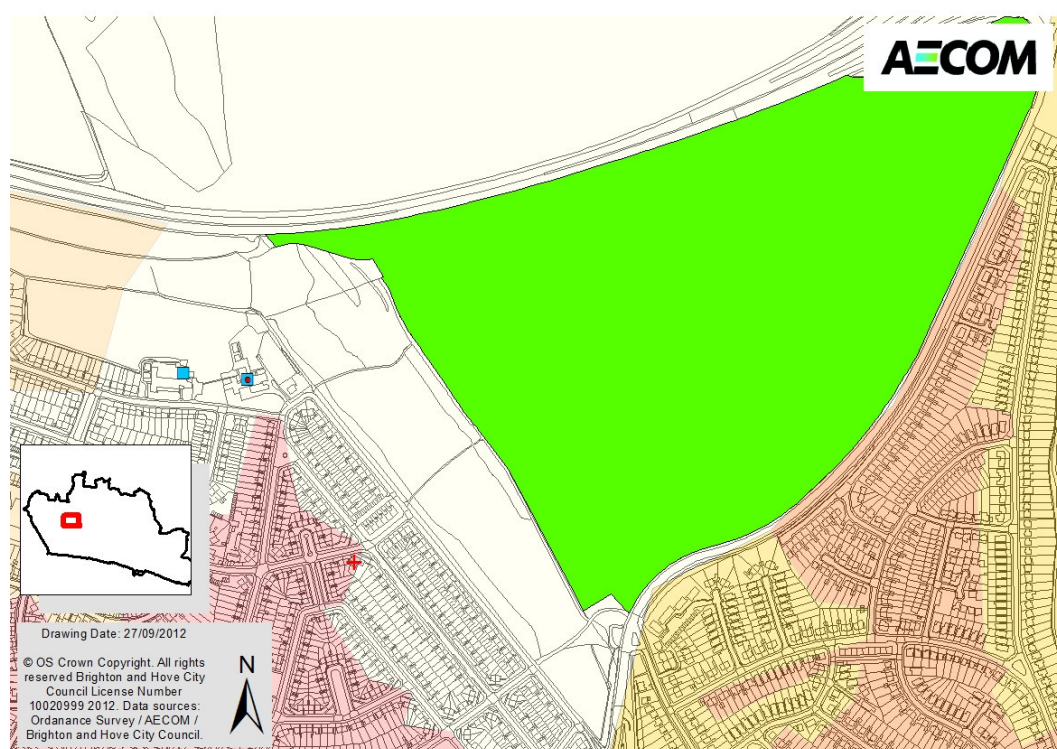 AECOM
Drawing Date: 27/09/2012
© OS Crown Copyright. All rights
reserved Brighton and Hove City
Council License Number
10020999 2012. Data sources:
Ordanance Survey / AECOM /
Brighton and Hove City Council.
N